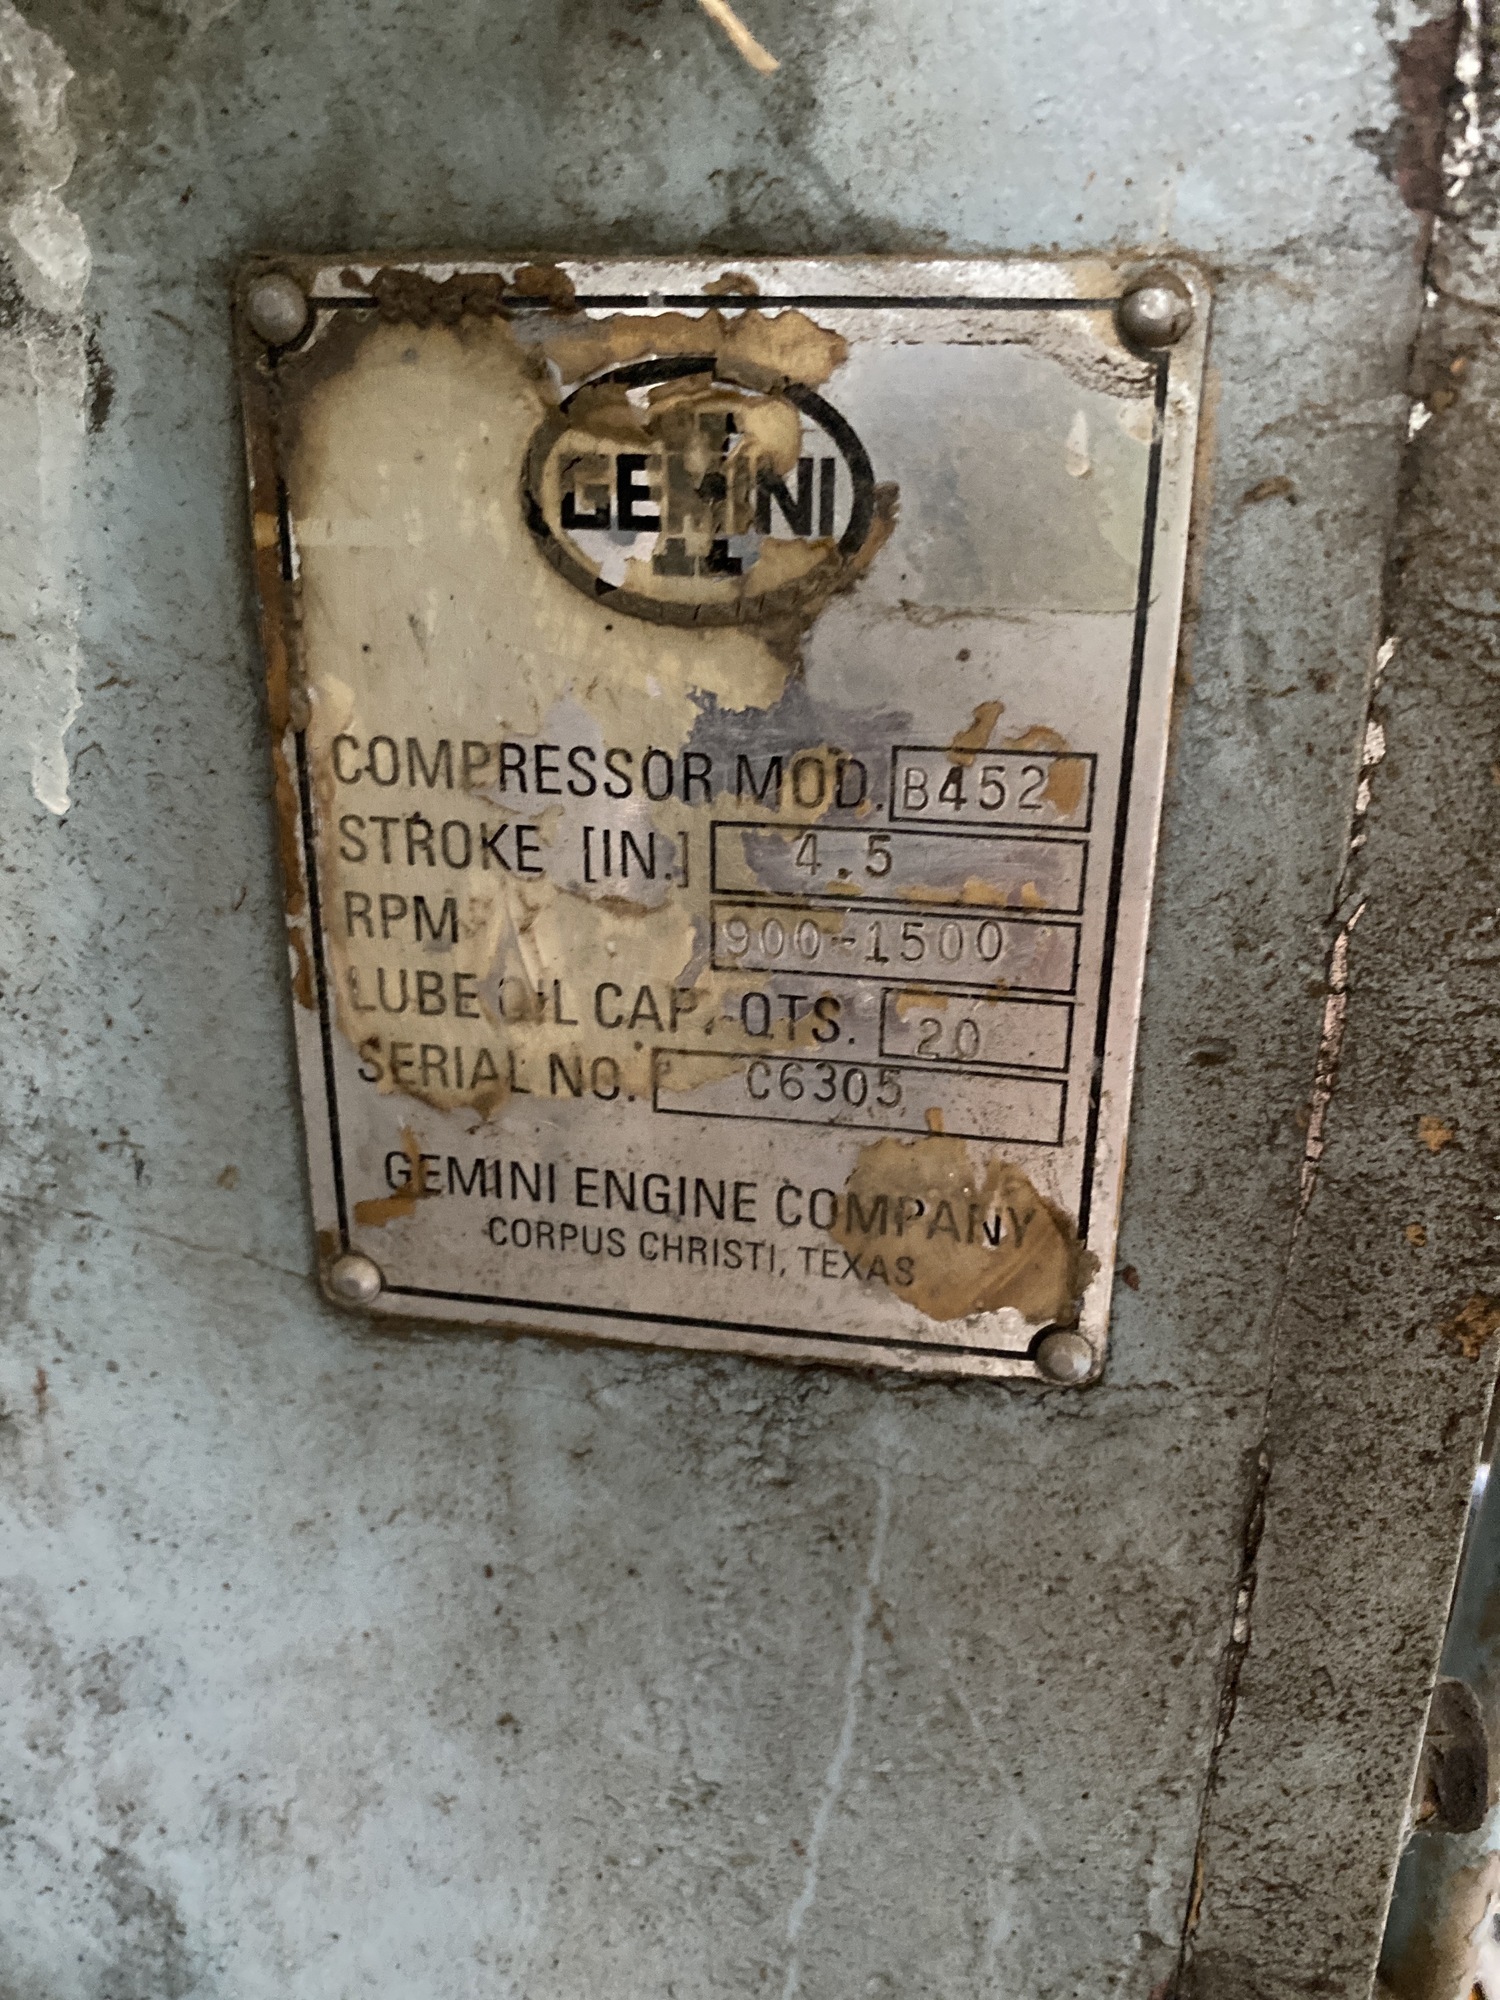 GEMINI
COMPRESSOR MOD. B452
STROKE [IN.] 4.5
RPM 900-1500
LUBE OIL CAP.-QTS. 20
SERIAL NO. C6305
GEMINI ENGINE COMPANY
CORPUS CHRISTI, TEXAS